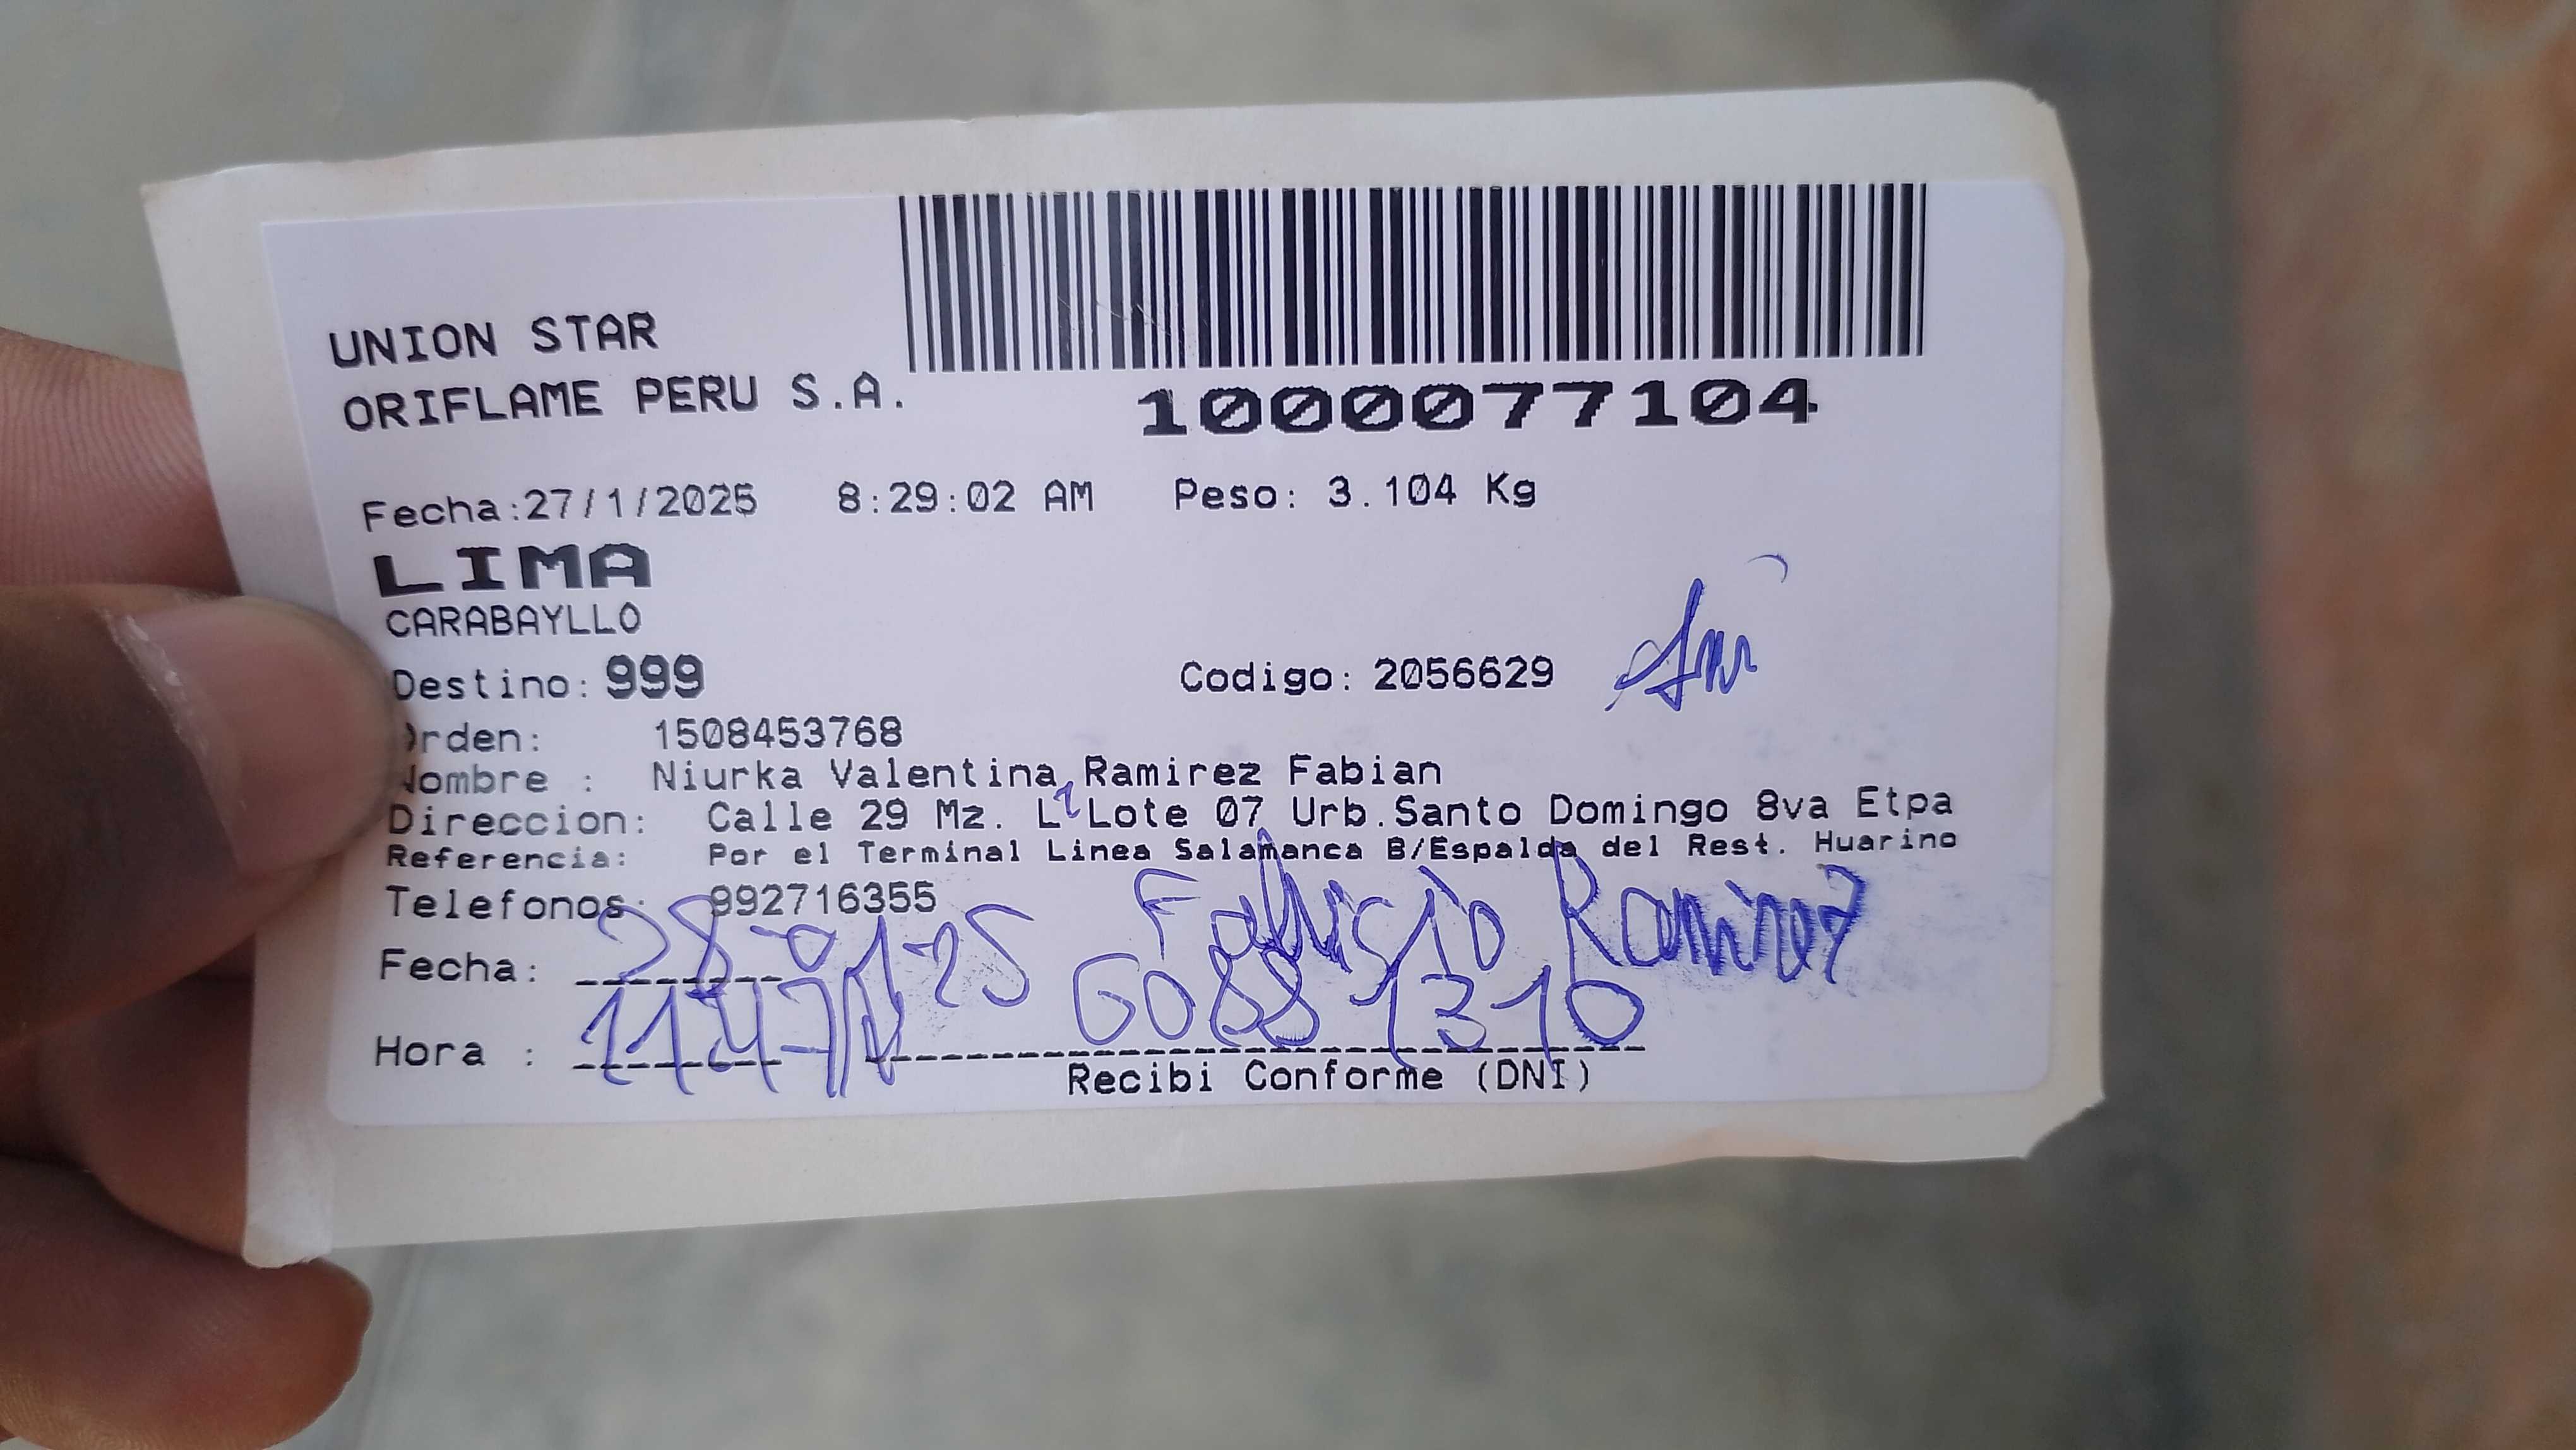 UNION STAR
ORIFLAME PERU S.A.
1000077104
Fecha:27/1/2025 8:29:02 AM Peso: 3.104 Kg
LIMA
CARABAYLLO
Destino: 999 Codigo: 2056629
Orden: 1508453768
Nombre : Niurka Valentina Ramirez Fabian
Direccion: Calle 29 Mz. L1 Lote 07 Urb.Santo Domingo 8va Etpa
Referencia: Por el Terminal Linea Salamanca B/Espalda del Rest. Huarino
Telefonos: 992716355
Fabricio Ramirez
Fecha: 28-01-25
60881310
Hora :
Recibi Conforme (DNI)